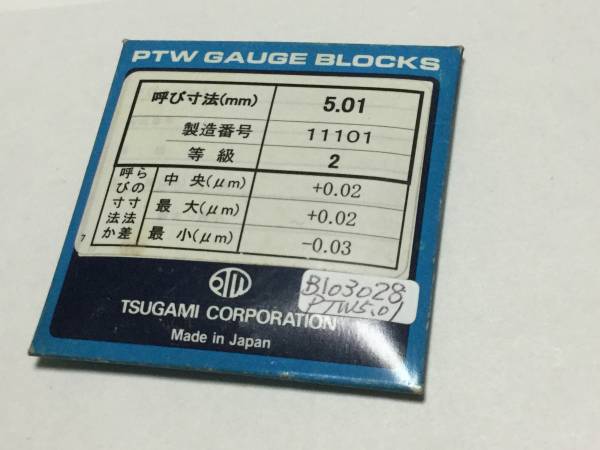 PTW GAUGE BLOCKS
呼び寸法(mm) 5.01
製造番号 11101
等級 2
呼び寸法からの寸法差
中央(μm) +0.02
最大(μm) +0.02
最小(μm) -0.03
7
PTW
TSUGAMI CORPORATION
Made in Japan
B103028
PTW5.01